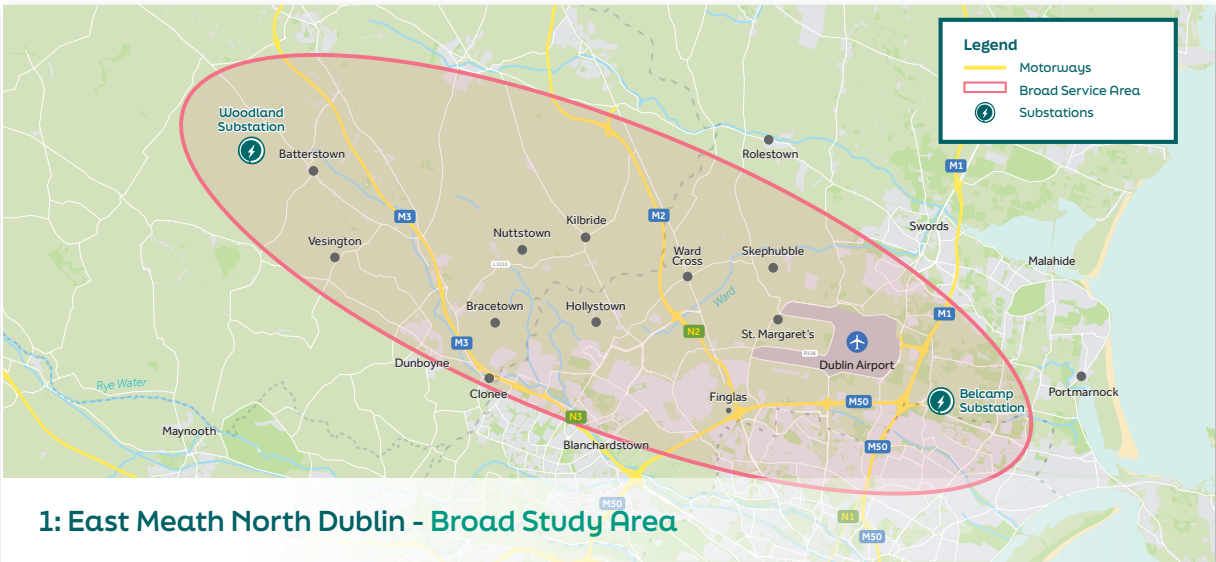 Legend
Motorways
Broad Service Area
Substations
Woodland
Substation
Batterstown
Rolestown
M1
M3
M2
Kilbride
Swords
Nuttstown
Vesington
Ward
Cross
Skephubble
Malahide
L1010
Ward
Bracetown
Hollystown
M1
St. Margaret's
N2
M3
R108
Dunboyne
Dublin Airport
Rye Water
Clonee
Finglas
M50
Belcamp
Substation
Portmarnock
N3
Maynooth
Blanchardstown
M50
M50
N1
M50
1: East Meath North Dublin - Broad Study Area